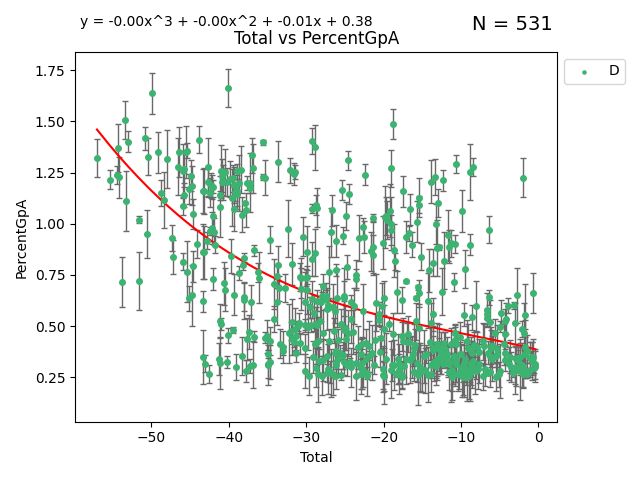 y = -0.00x^3 + -0.00x^2 + -0.01x + 0.38
N = 531
Total vs PercentGpA
D
1.75
1.50
1.25
1.00
0.75
0.50
0.25
PercentGpA
−50
−40
−30
−20
−10
0
Total